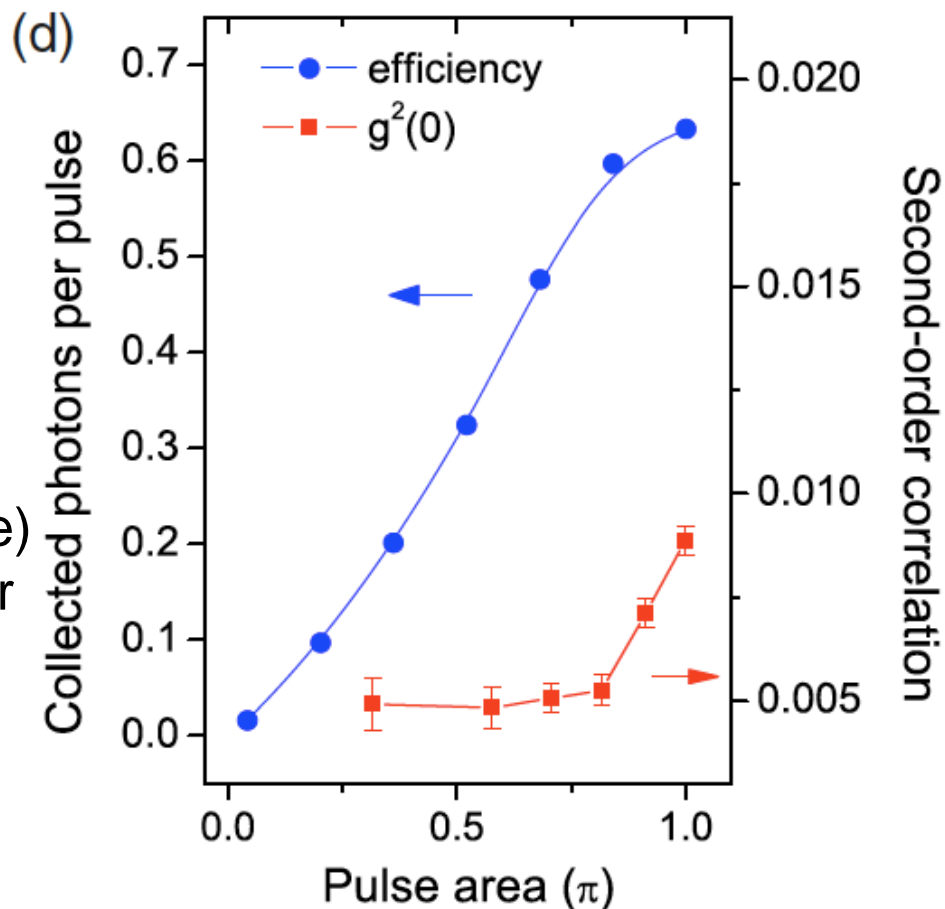 (d)
efficiency
g²(0)
Collected photons per pulse
0.7
0.6
0.5
0.4
0.3
0.2
0.1
0.0
0.020
0.015
0.010
0.005
Second-order correlation
0.0
0.5
1.0
Pulse area (π)
e)
r